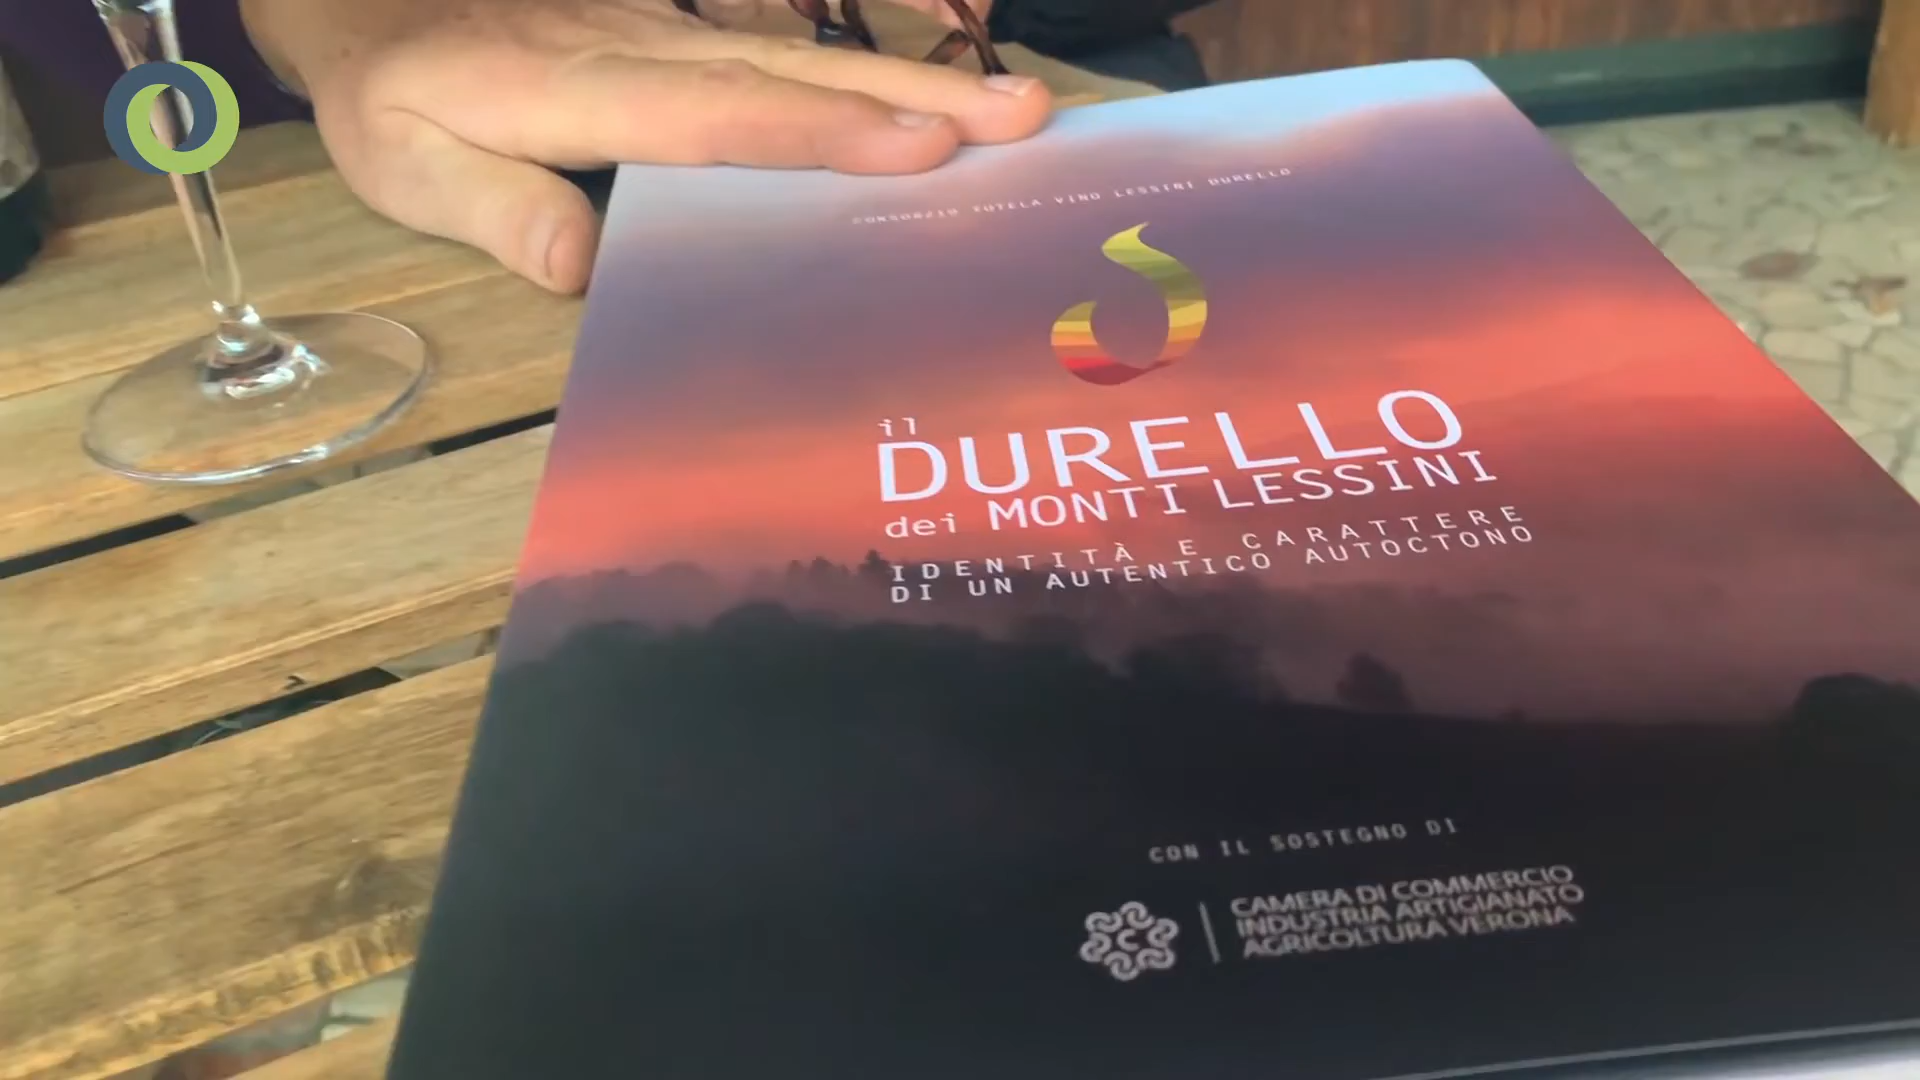 CONSORZIO TUTELA VINO LESSINI DURELLO
il
DURELLO
dei MONTI LESSINI
IDENTITÀ E CARATTERE
DI UN AUTENTICO AUTOCTONO
CON IL SOSTEGNO DI
CAMERA DI COMMERCIO
INDUSTRIA ARTIGIANATO
AGRICOLTURA VERONA